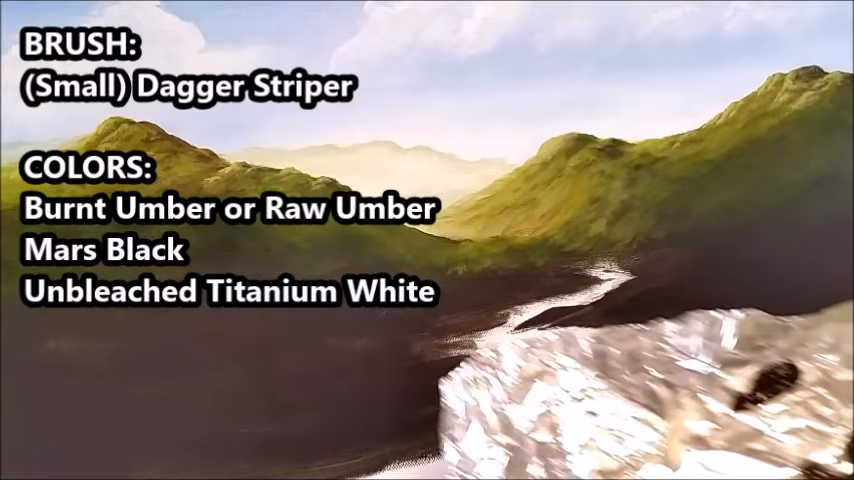 BRUSH:
(Small) Dagger Striper
COLORS:
Burnt Umber or Raw Umber
Mars Black
Unbleached Titanium White